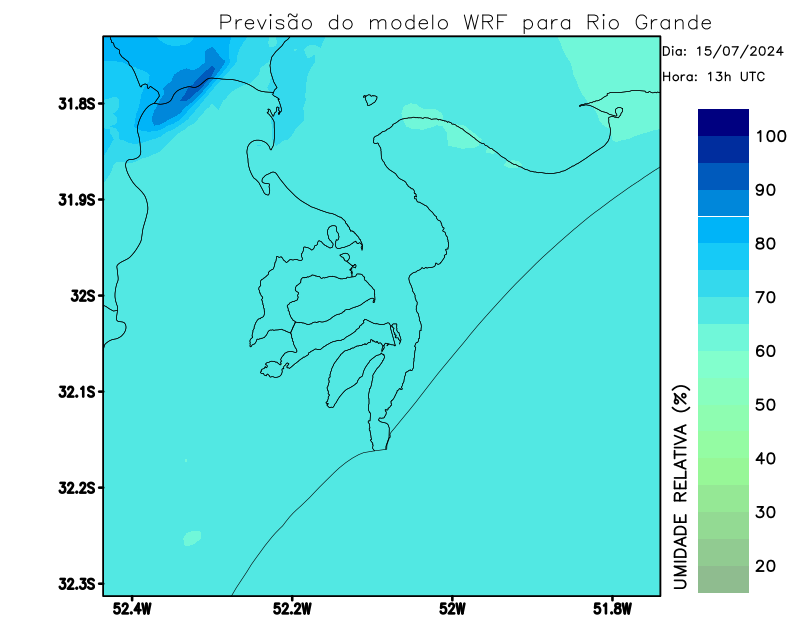 Previsão do modelo WRF para Rio Grande
Dia: 15/07/2024
Hora: 13h UTC
31.8S
31.9S
32S
32.1S
32.2S
32.3S
52.4W
52.2W
52W
51.8W
UMIDADE RELATIVA (%)
100
90
80
70
60
50
40
30
20